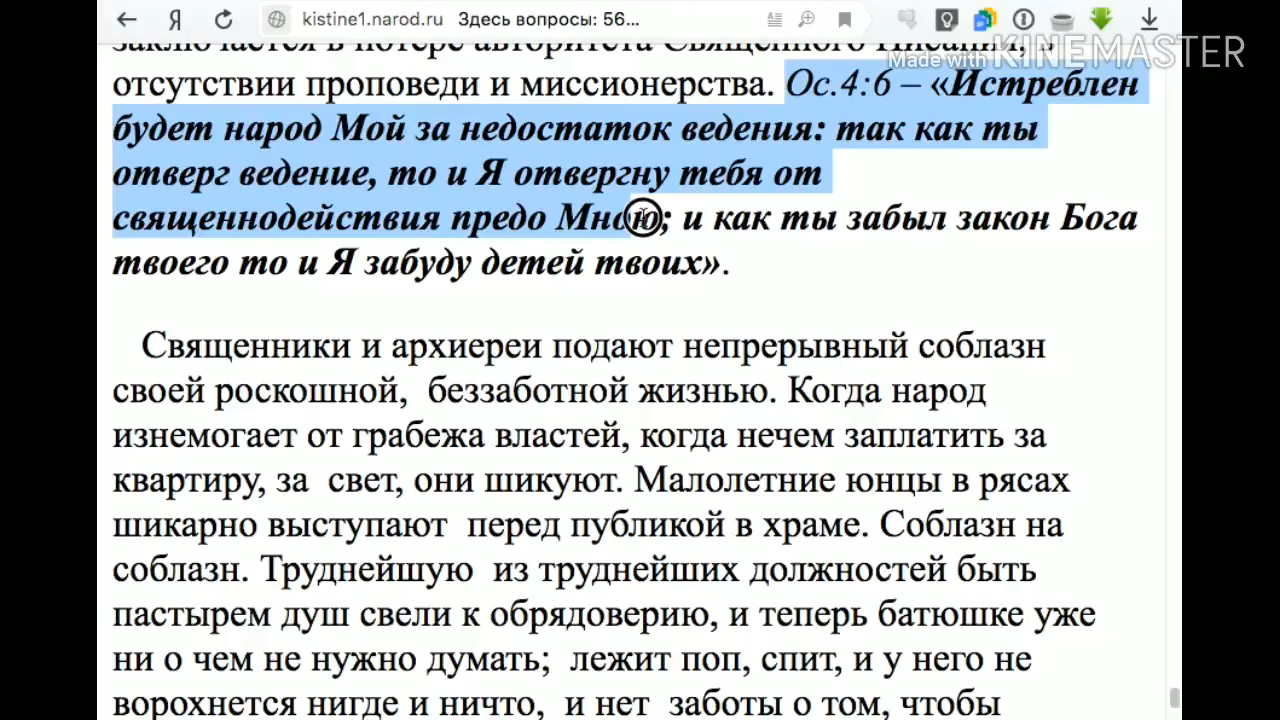 kistine1.narod.ru Здесь вопросы: 56...
заключается в потере авторитета Священного Писания, в
Made with KINEMASTER
отсутствии проповеди и миссионерства. Ос.4:6 – «Истреблен
будет народ Мой за недостаток ведения: так как ты
отверг ведение, то и Я отвергну тебя от
священнодействия предо Мною; и как ты забыл закон Бога
твоего то и Я забуду детей твоих».
Священники и архиереи подают непрерывный соблазн
своей роскошной, беззаботной жизнью. Когда народ
изнемогает от грабежа властей, когда нечем заплатить за
квартиру, за свет, они шикуют. Малолетние юнцы в рясах
шикарно выступают перед публикой в храме. Соблазн на
соблазн. Труднейшую из труднейших должностей быть
пастырем душ свели к обрядоверию, и теперь батюшке уже
ни о чем не нужно думать; лежит поп, спит, и у него не
ворохнется нигде и ничто, и нет заботы о том, чтобы